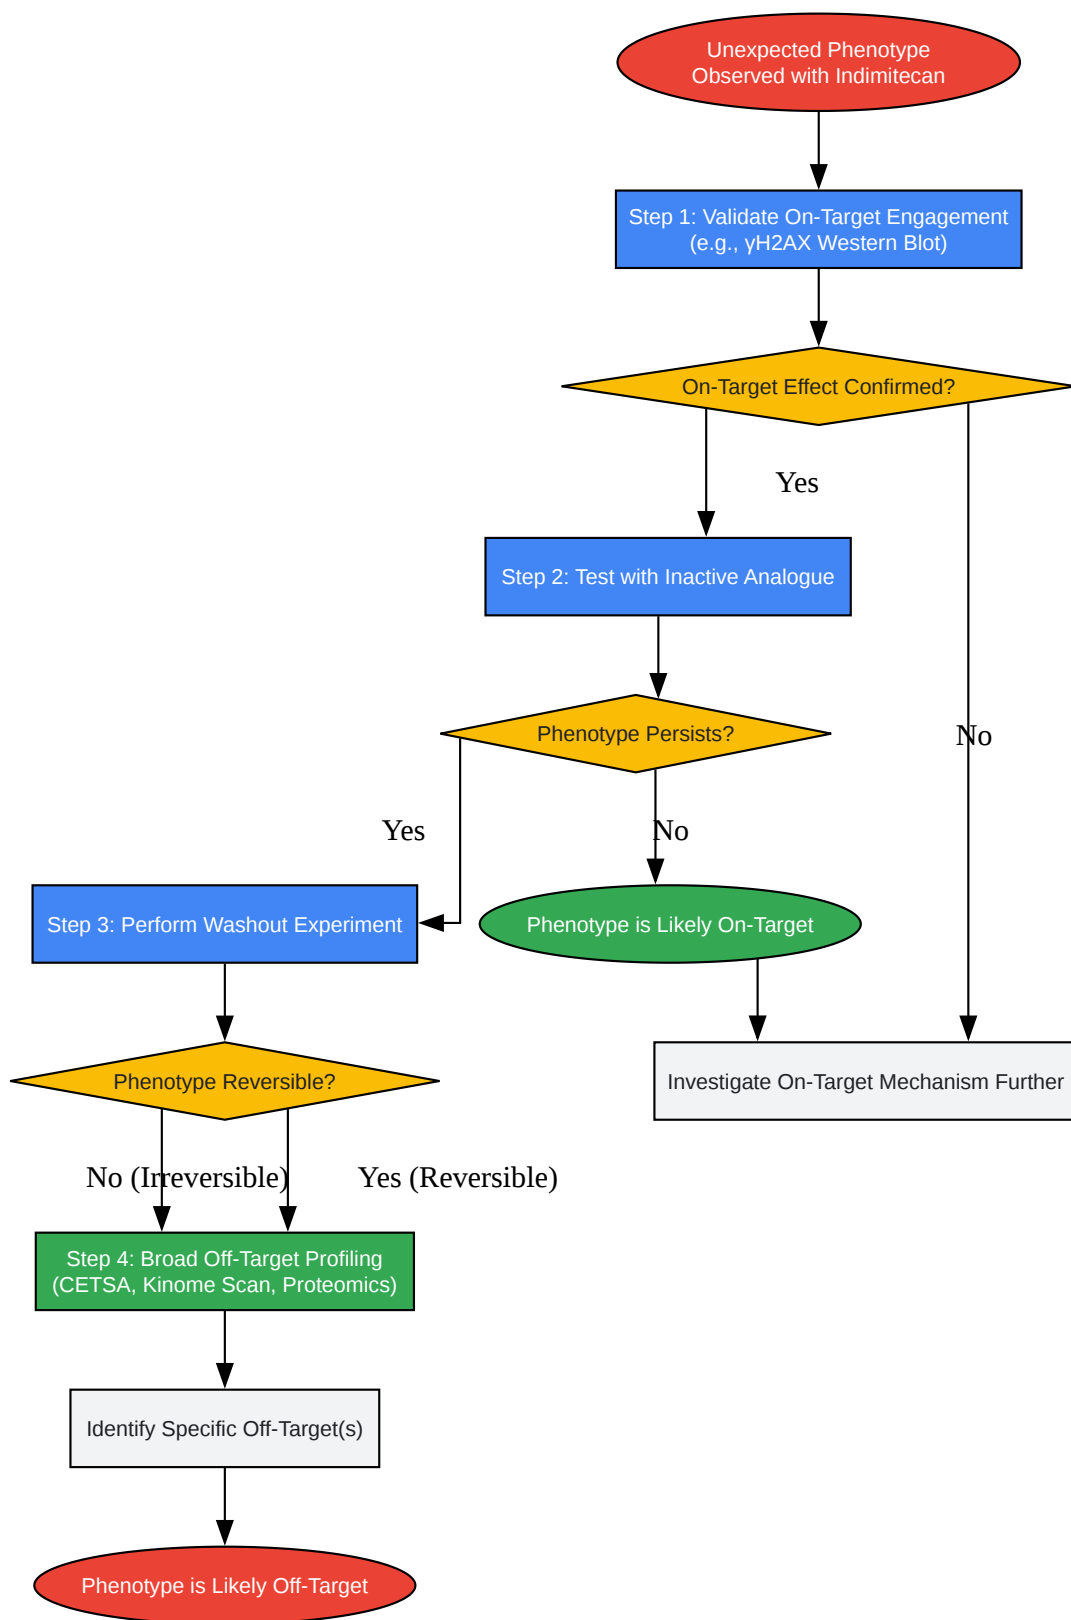 Unexpected Phenotype
Observed with Indimitecan
Step 1: Validate On-Target Engagement
(e.g., γH2AX Western Blot)
On-Target Effect Confirmed?
Yes
Step 2: Test with Inactive Analogue
Phenotype Persists?
No
Yes
No
Step 3: Perform Washout Experiment
Phenotype is Likely On-Target
Phenotype Reversible?
Investigate On-Target Mechanism Further
No (Irreversible)
Yes (Reversible)
Step 4: Broad Off-Target Profiling
(CETSA, Kinome Scan, Proteomics)
Identify Specific Off-Target(s)
Phenotype is Likely Off-Target